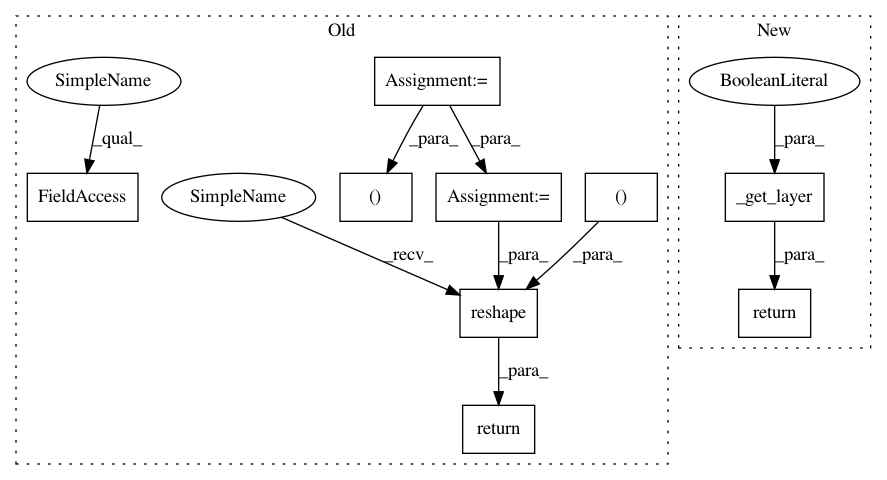 Old
New
SimpleName
Assignment:=
BooleanLiteral
_qual_
_para_
_para_
_para_
FieldAccess
SimpleName
()
Assignment:=
()
_get_layer
_recv_
_para_
_para_
_para_
reshape
return
_para_
return